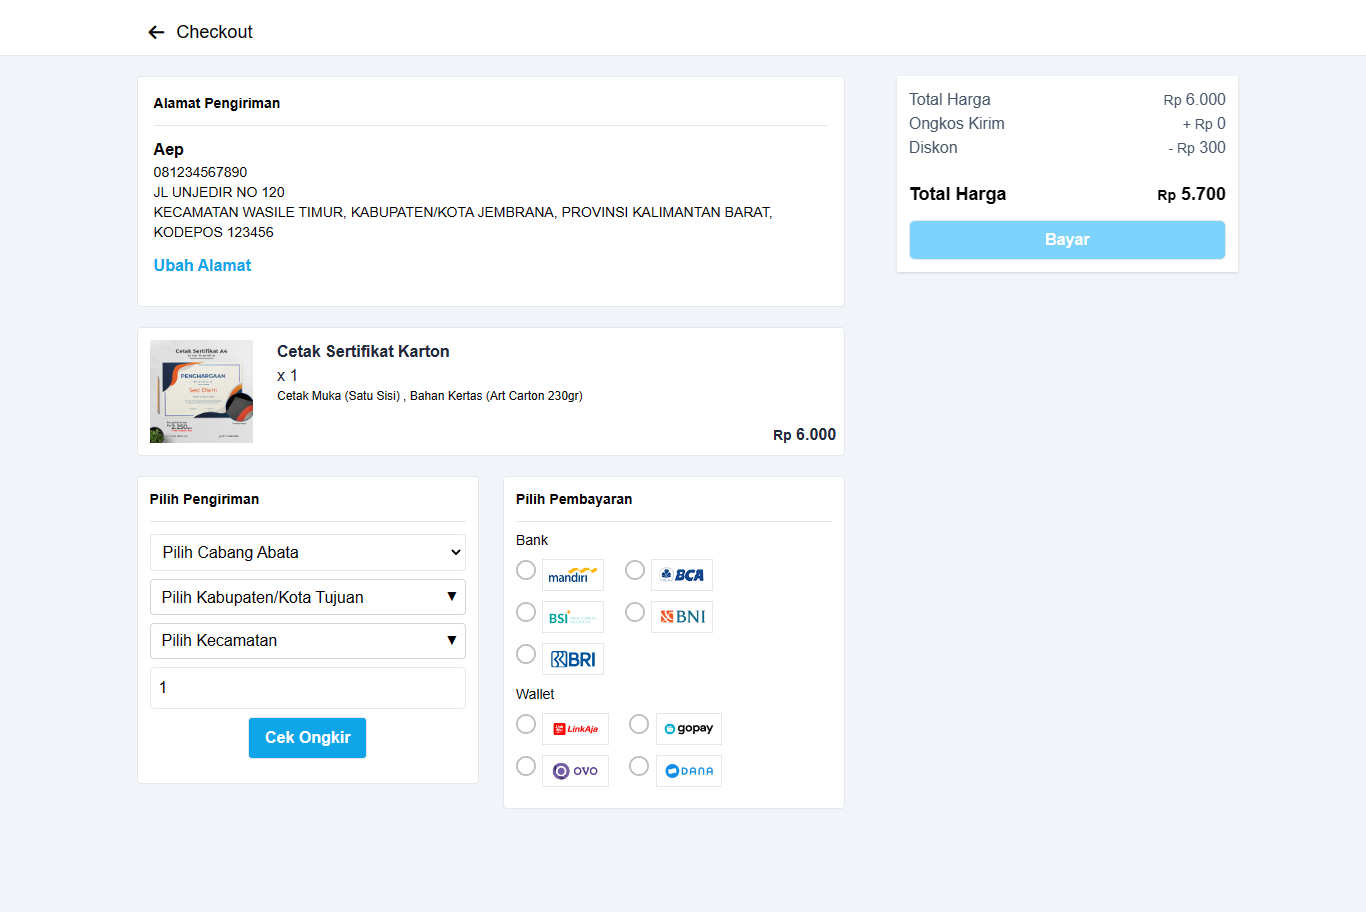 Checkout
Alamat Pengiriman
Aep
081234567890
JL UNJEDIR NO 120
KECAMATAN WASILE TIMUR, KABUPATEN/KOTA JEMBRANA, PROVINSI KALIMANTAN BARAT,
KODEPOS 123456
Ubah Alamat
Total Harga Rp 6.000
Ongkos Kirim + Rp 0
Diskon - Rp 300
Total Harga Rp 5.700
Bayar
Cetak Sertifikat A4
PENGHARGAAN
Cetak Sertifikat Karton
x 1
Cetak Muka (Satu Sisi) , Bahan Kertas (Art Carton 230gr)
Rp 6.000
Pilih Pengiriman
Pilih Cabang Abata
Pilih Kabupaten/Kota Tujuan
Pilih Kecamatan
1
Cek Ongkir
Pilih Pembayaran
Bank
mandiri BCA
BSI BNI
BRI
Wallet
LinkAja gopay
OVO DANA